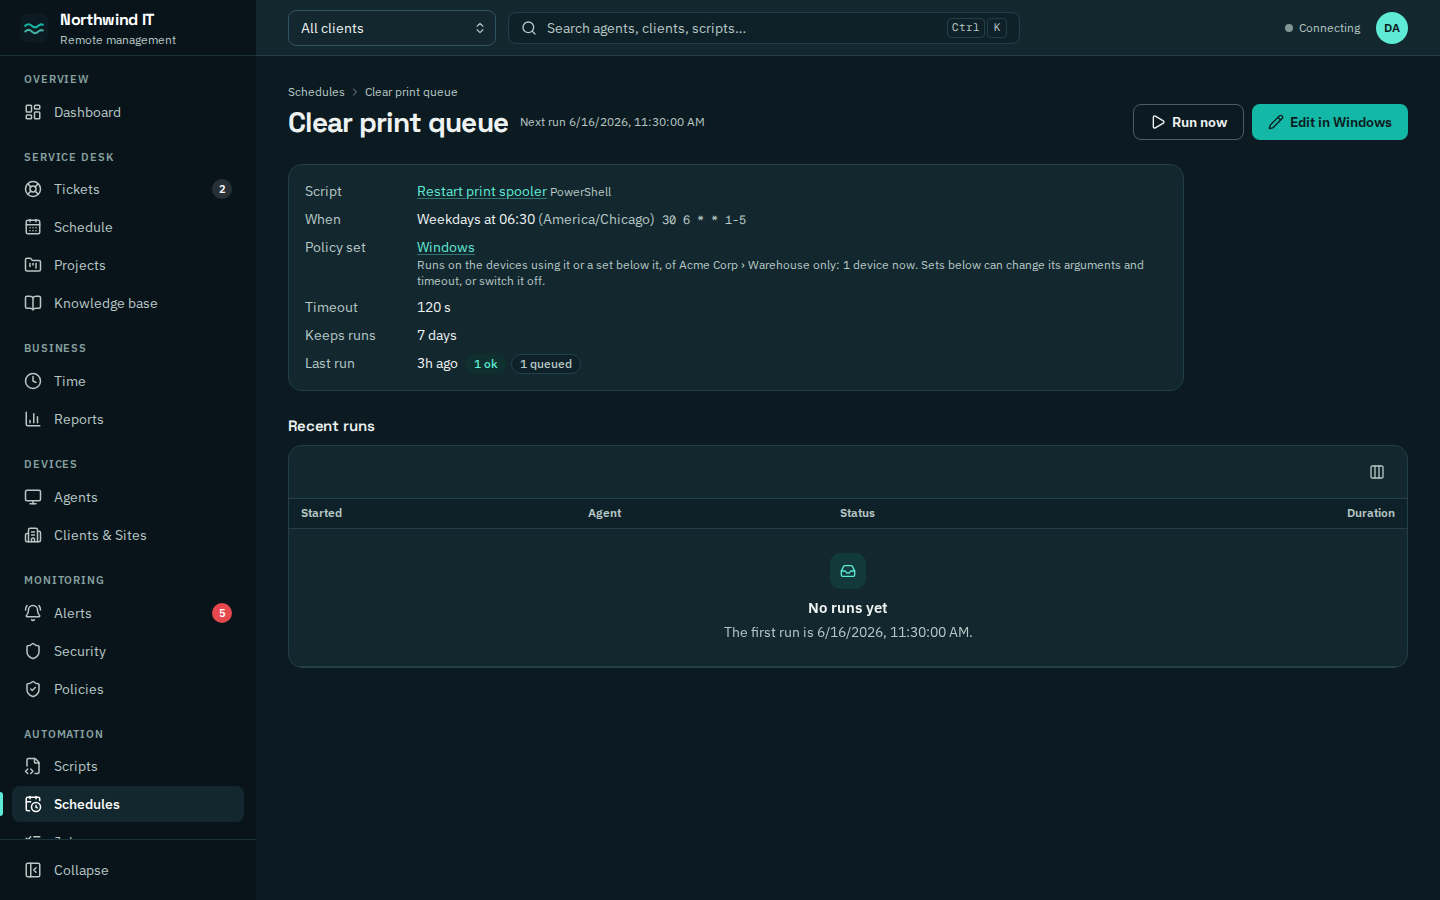 Northwind IT
Remote management
All clients
Search agents, clients, scripts...
Ctrl K
Connecting
DA
OVERVIEW
Dashboard
SERVICE DESK
Tickets 2
Schedule
Projects
Knowledge base
BUSINESS
Time
Reports
DEVICES
Agents
Clients & Sites
MONITORING
Alerts 5
Security
Policies
AUTOMATION
Scripts
Schedules
Collapse
Schedules > Clear print queue
Clear print queue Next run 6/16/2026, 11:30:00 AM
Run now
Edit in Windows
Script Restart print spooler PowerShell
When Weekdays at 06:30 (America/Chicago) 30 6 * * 1-5
Policy set Windows
Runs on the devices using it or a set below it, of Acme Corp › Warehouse only: 1 device now. Sets below can change its arguments and
timeout, or switch it off.
Timeout 120 s
Keeps runs 7 days
Last run 3h ago 1 ok 1 queued
Recent runs
Started Agent Status Duration
No runs yet
The first run is 6/16/2026, 11:30:00 AM.